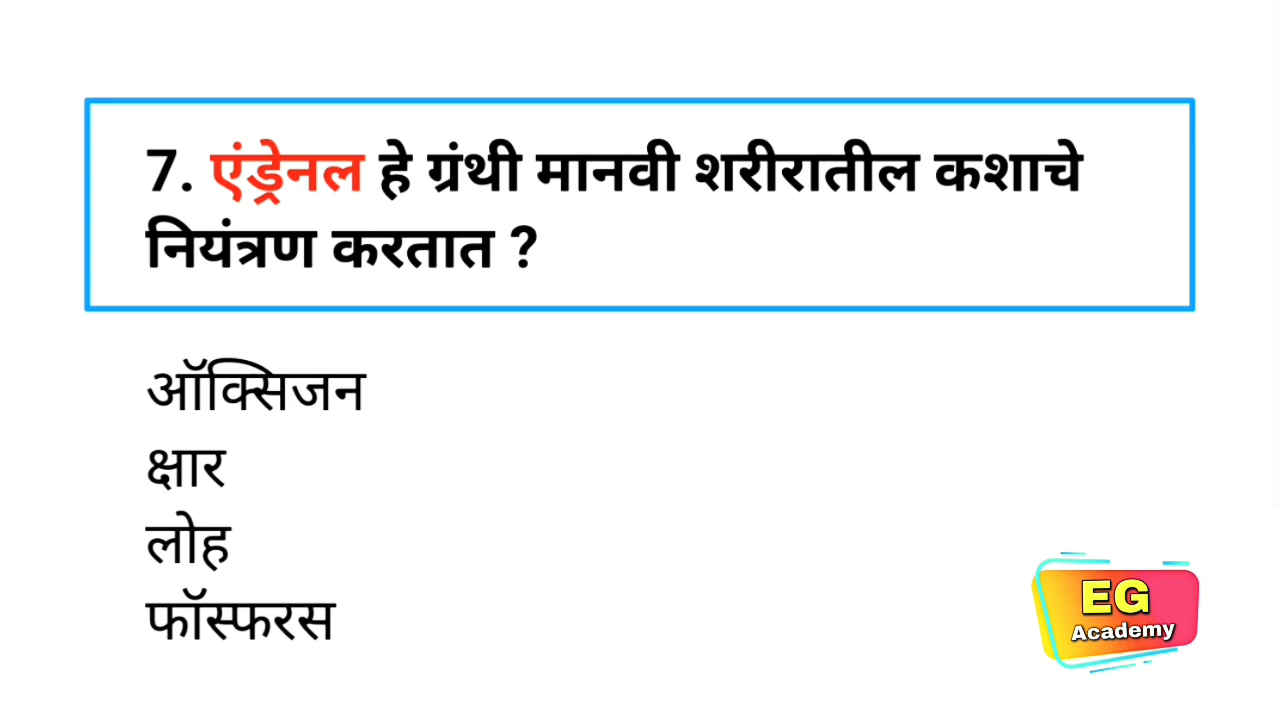 7. एंड्रेनल हे ग्रंथी मानवी शरीरातील कशाचे
नियंत्रण करतात ?
ऑक्सिजन
क्षार
लोह
फॉस्फरस
EG
Academy